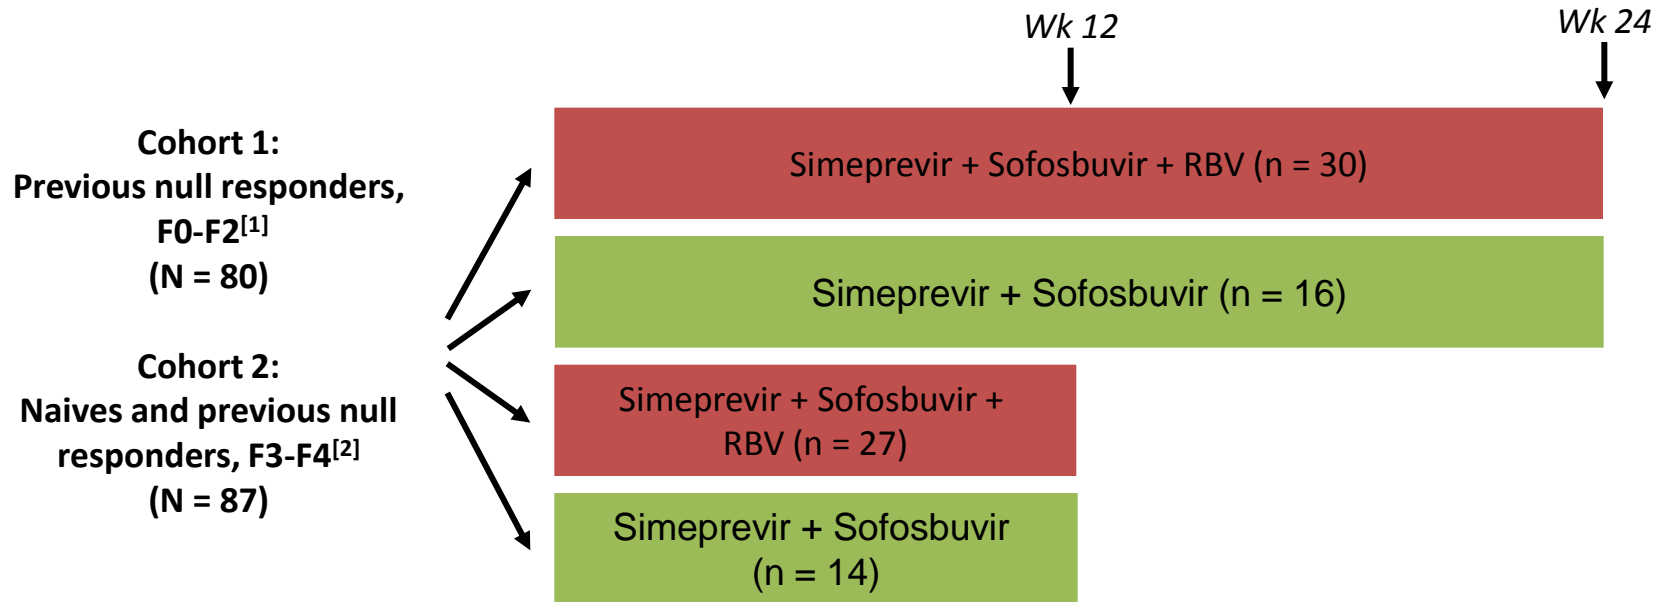 Wk 12
Wk 24
Cohort 1:
Previous null responders,
F0-F2[1]
(N = 80)
Cohort 2:
Naives and previous null
responders, F3-F4[2]
(N = 87)
Simeprevir + Sofosbuvir + RBV (n = 30)
Simeprevir + Sofosbuvir (n = 16)
Simeprevir + Sofosbuvir +
RBV (n = 27)
Simeprevir + Sofosbuvir
(n = 14)